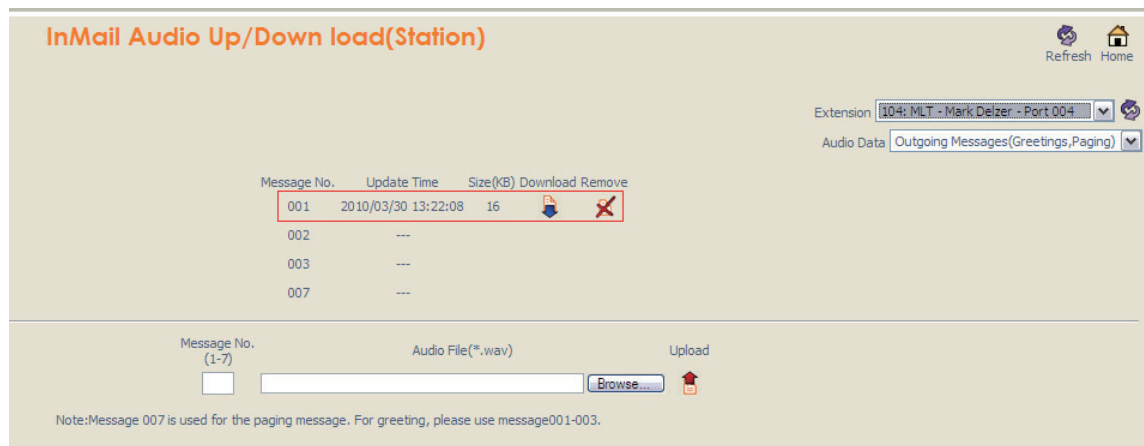 InMail Audio Up/Down load(Station)
Refresh Home
Extension 104: MLT - Mark Delzer - Port 004
Audio Data Outgoing Messages(Greetings,Paging)
Message No. Update Time Size(KB) Download Remove
001 2010/03/30 13:22:08 16
002 ---
003 ---
007 ---
Message No. (1-7) Audio File(*.wav) Upload
Browse...
Note:Message 007 is used for the paging message. For greeting, please use message001-003.